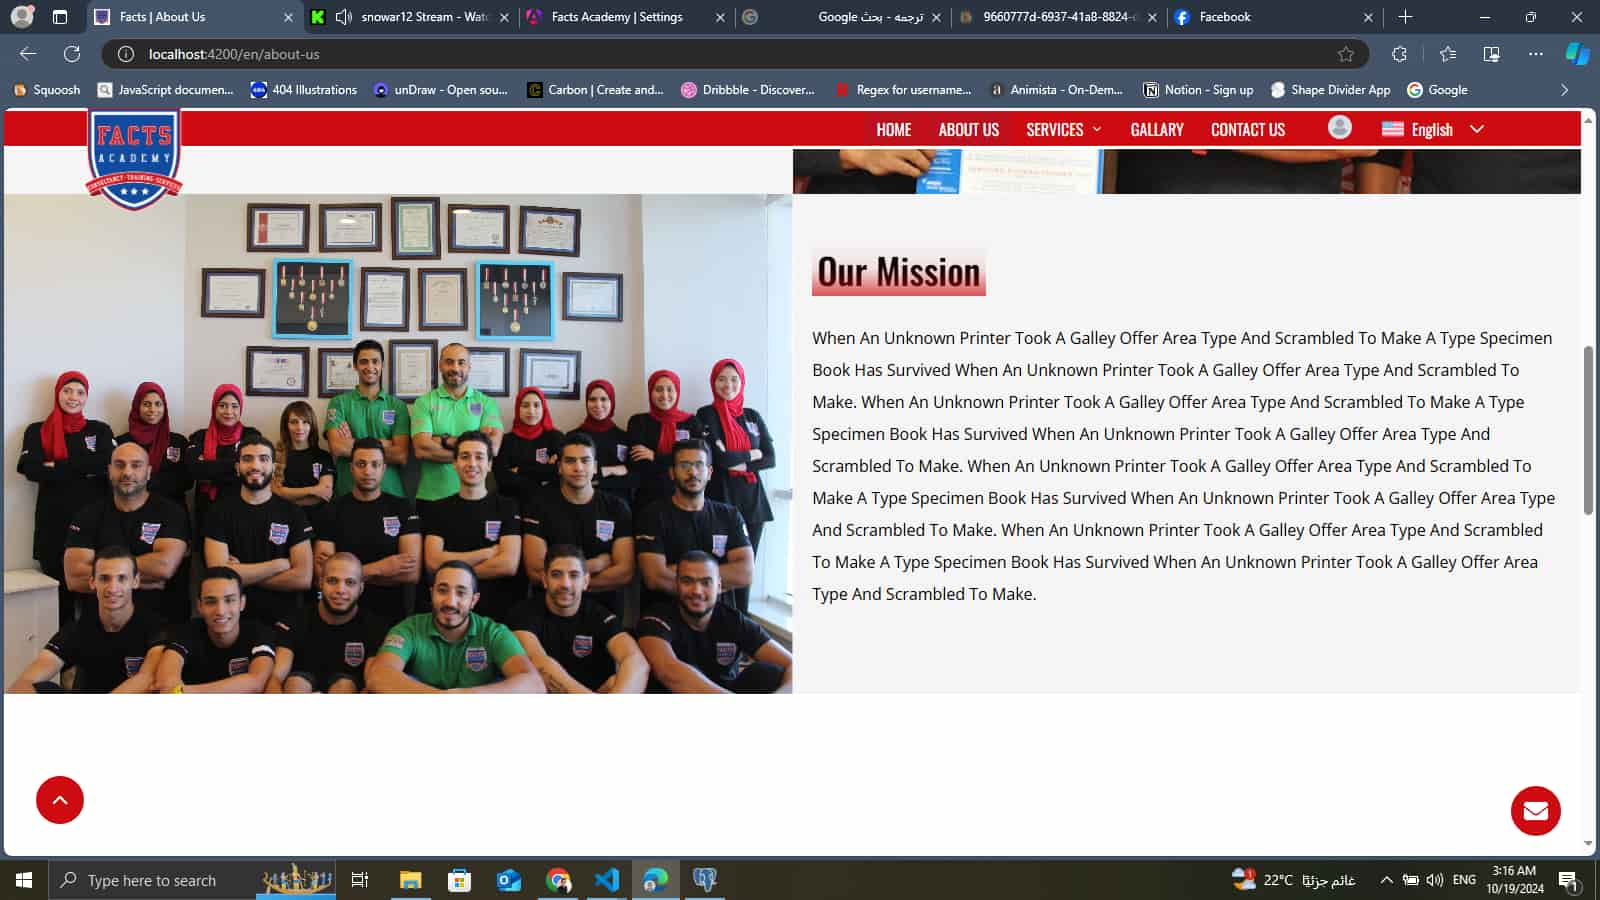 Facts | About Us
snowar12 Stream - Watc
Facts Academy | Settings
ترجمه - بحث Google
9660777d-6937-41a8-8824-
Facebook
localhost:4200/en/about-us
Squoosh
JavaScript documen...
404 Illustrations
unDraw - Open sou...
Carbon | Create and...
Dribbble - Discover...
Regex for username...
Animista - On-Dem...
Notion - Sign up
Shape Divider App
Google
FACTS
ACADEMY
CONSULTANCY-TRAINING-SERVICES
HOME
ABOUT US
SERVICES
GALLARY
CONTACT US
English
Our Mission
When An Unknown Printer Took A Galley Offer Area Type And Scrambled To Make A Type Specimen
Book Has Survived When An Unknown Printer Took A Galley Offer Area Type And Scrambled To
Make. When An Unknown Printer Took A Galley Offer Area Type And Scrambled To Make A Type
Specimen Book Has Survived When An Unknown Printer Took A Galley Offer Area Type And
Scrambled To Make. When An Unknown Printer Took A Galley Offer Area Type And Scrambled To
Make A Type Specimen Book Has Survived When An Unknown Printer Took A Galley Offer Area Type
And Scrambled To Make. When An Unknown Printer Took A Galley Offer Area Type And Scrambled
To Make A Type Specimen Book Has Survived When An Unknown Printer Took A Galley Offer Area
Type And Scrambled To Make.
Type here to search
22°C غائم جزئيًا
ENG
3:16 AM
10/19/2024
1